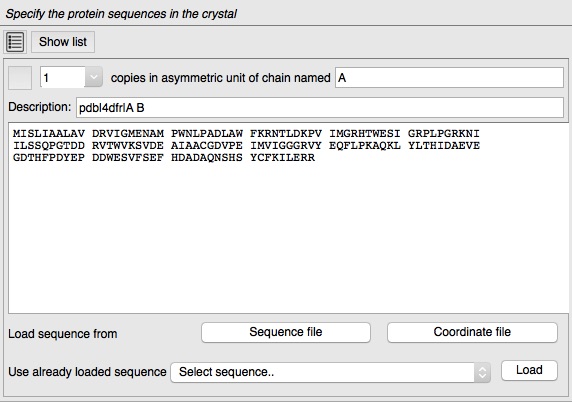 Specify the protein sequences in the crystal
Show list
1 copies in asymmetric unit of chain named A
Description: pdbl4dfrlA B
MISLIAALAV DRVIGMENAM PWNLPADLAW FKRNTLDKPV IMGRHTWESI GRPLPGRKNI
ILSSQPGTDD RVTWVKSVDE AIAACGDVPE IMVIGGGRVY EQFLPKAQKL YLTHIDAEVE
GDTHFPDYEP DDWESVFSEF HDADAQNSHS YCFKILERR
Load sequence from Sequence file Coordinate file
Use already loaded sequence Select sequence.. Load